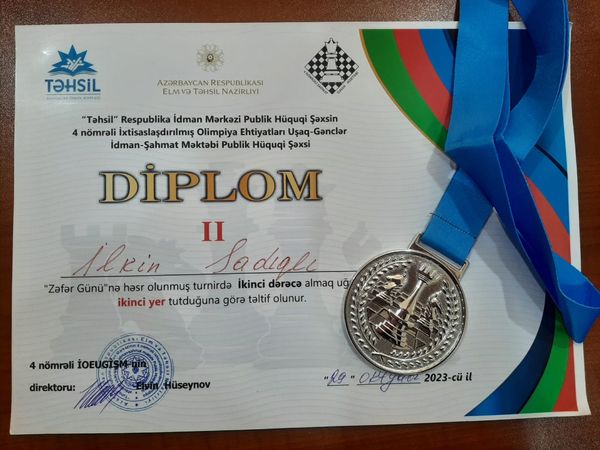 TƏHSİL
AZƏRBAYCAN RESPUBLİKASI
ELM VƏ TƏHSİL NAZİRLİYİ
"Təhsil" Respublika İdman Mərkəzi Publik Hüquqi Şəxsin
4 nömrəli İxtisaslaşdırılmış Olimpiya Ehtiyatları Uşaq-Gənclər
İdman-Şahmat Məktəbi Publik Hüquqi Şəxsi
DİPLOM
II
İlkin Sadıqlı
"Zəfər Günü"nə həsr olunmuş turnirdə İkinci dərəcə almaq
ikinci yer tutduğuna görə təltif olunur.
4 nömrəli İOEUGİŞM-nin
direktoru: Elvin Hüseynov
"29" 2023-cü il